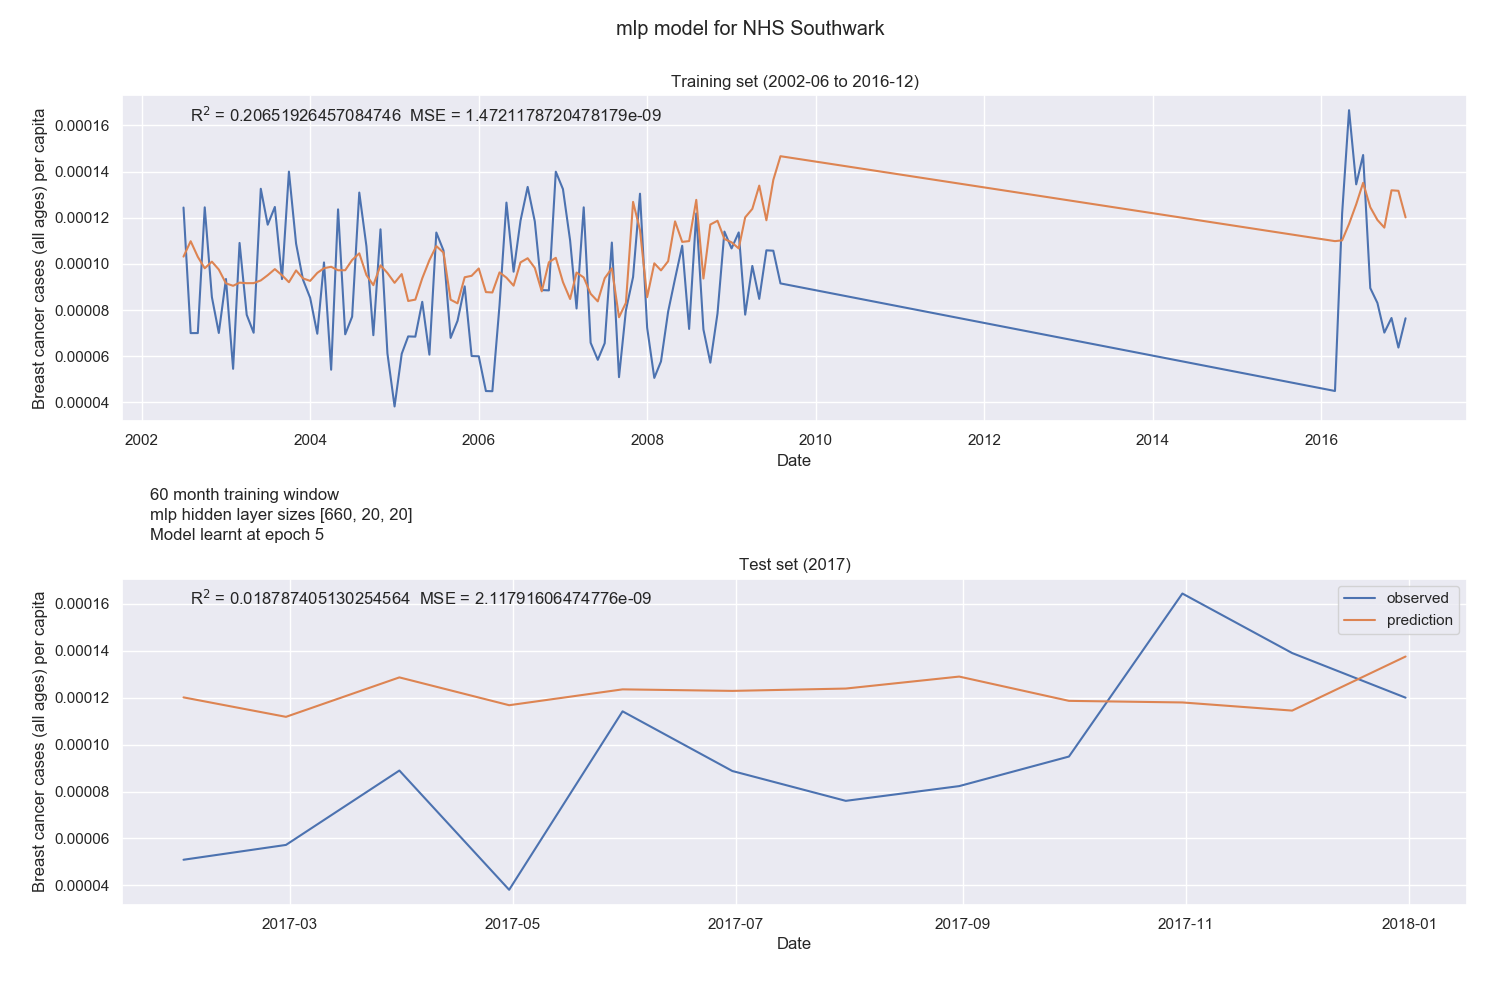 mlp model for NHS Southwark
Training set (2002-06 to 2016-12)
R² = 0.20651926457084746 MSE = 1.4721178720478179e-09
Breast cancer cases (all ages) per capita
0.00016
0.00014
0.00012
0.00010
0.00008
0.00006
0.00004
2002 2004 2006 2008 2010 2012 2014 2016
Date
60 month training window
mlp hidden layer sizes [660, 20, 20]
Model learnt at epoch 5
Test set (2017)
R² = 0.018787405130254564 MSE = 2.11791606474776e-09
observed
prediction
Breast cancer cases (all ages) per capita
0.00016
0.00014
0.00012
0.00010
0.00008
0.00006
0.00004
2017-03 2017-05 2017-07 2017-09 2017-11 2018-01
Date